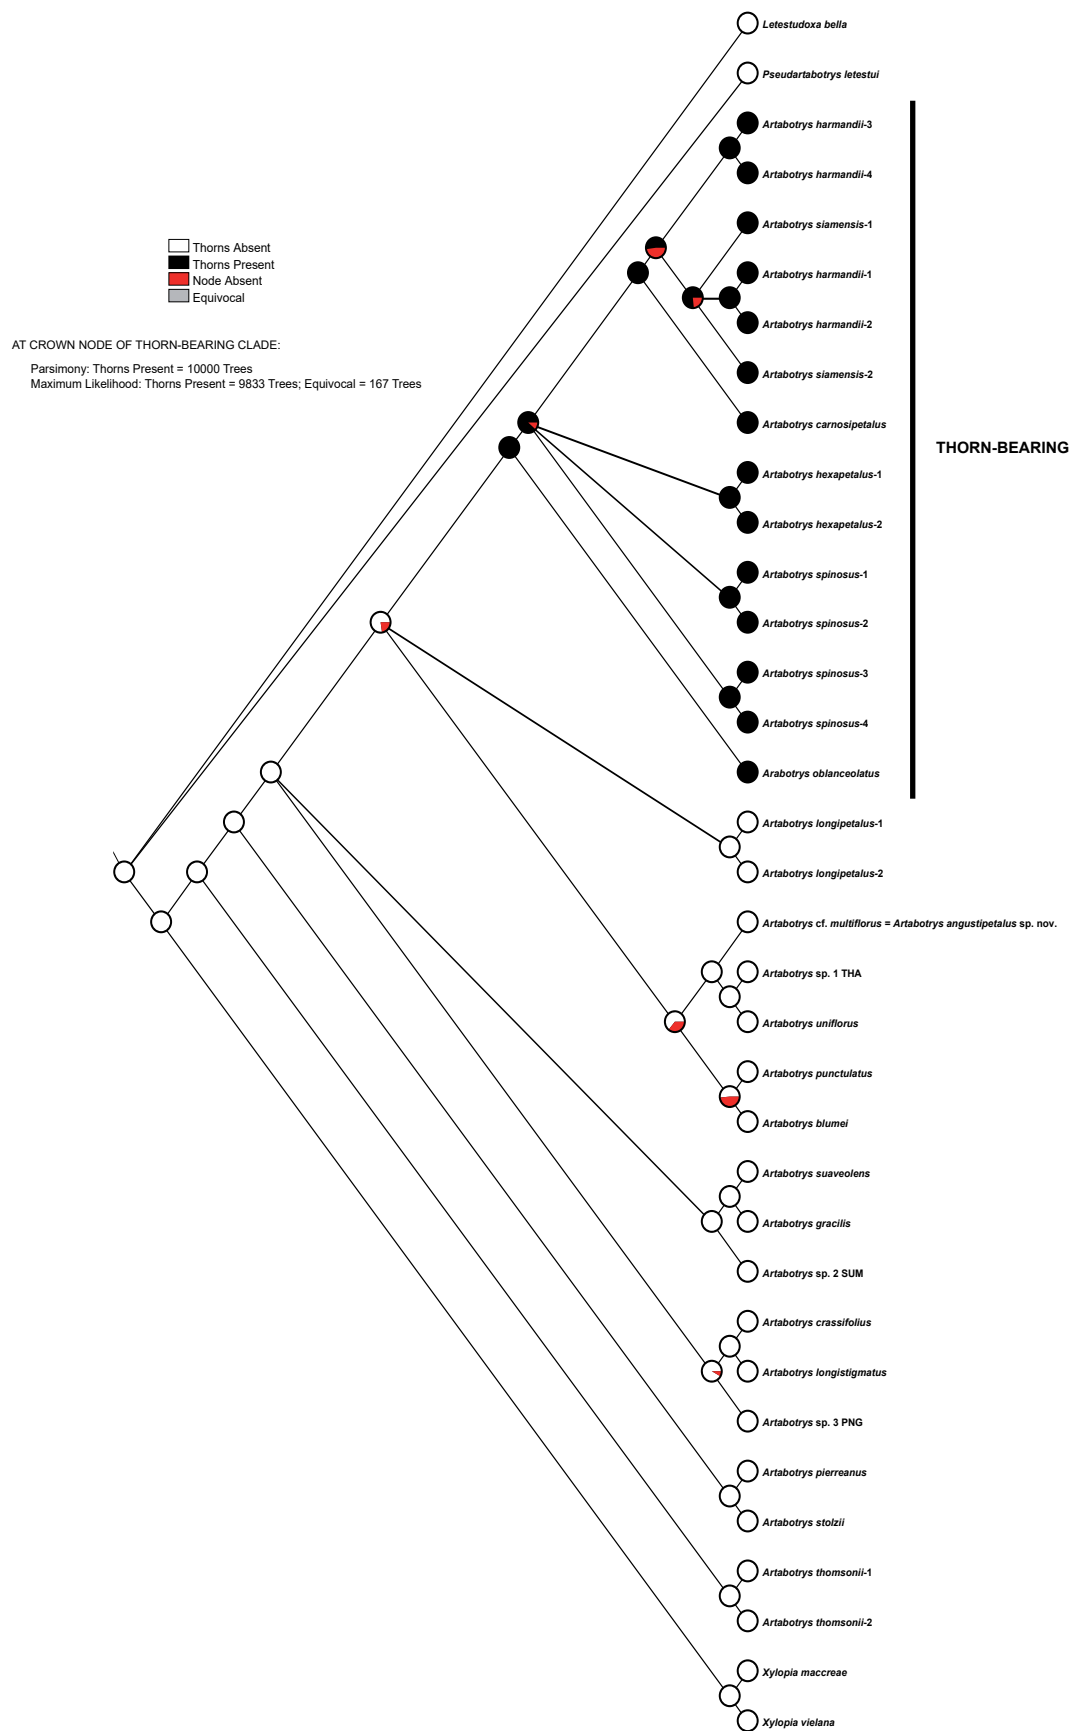 Letestudoxa bella
Pseudartabotrys letestui
Artabotrys harmandii-3
Artabotrys harmandii-4
Artabotrys siamensis-1
Thorns Absent
Thorns Present
Node Absent
Equivocal
Artabotrys harmandii-1
Artabotrys harmandii-2
AT CROWN NODE OF THORN-BEARING CLADE:
Parsimony: Thorns Present = 10000 Trees
Maximum Likelihood: Thorns Present = 9833 Trees; Equivocal = 167 Trees
Artabotrys siamensis-2
Artabotrys carnosipetalus
THORN-BEARING
Artabotrys hexapetalus-1
Artabotrys hexapetalus-2
Artabotrys spinosus-1
Artabotrys spinosus-2
Artabotrys spinosus-3
Artabotrys spinosus-4
Arabotrys oblanceolatus
Artabotrys longipetalus-1
Artabotrys longipetalus-2
Artabotrys cf. multiflorus = Artabotrys angustipetalus sp. nov.
Artabotrys sp. 1 THA
Artabotrys uniflorus
Artabotrys punctulatus
Artabotrys blumei
Artabotrys suaveolens
Artabotrys gracilis
Artabotrys sp. 2 SUM
Artabotrys crassifolius
Artabotrys longistigmatus
Artabotrys sp. 3 PNG
Artabotrys pierreanus
Artabotrys stolzii
Artabotrys thomsonii-1
Artabotrys thomsonii-2
Xylopia maccreae
Xylopia vielana